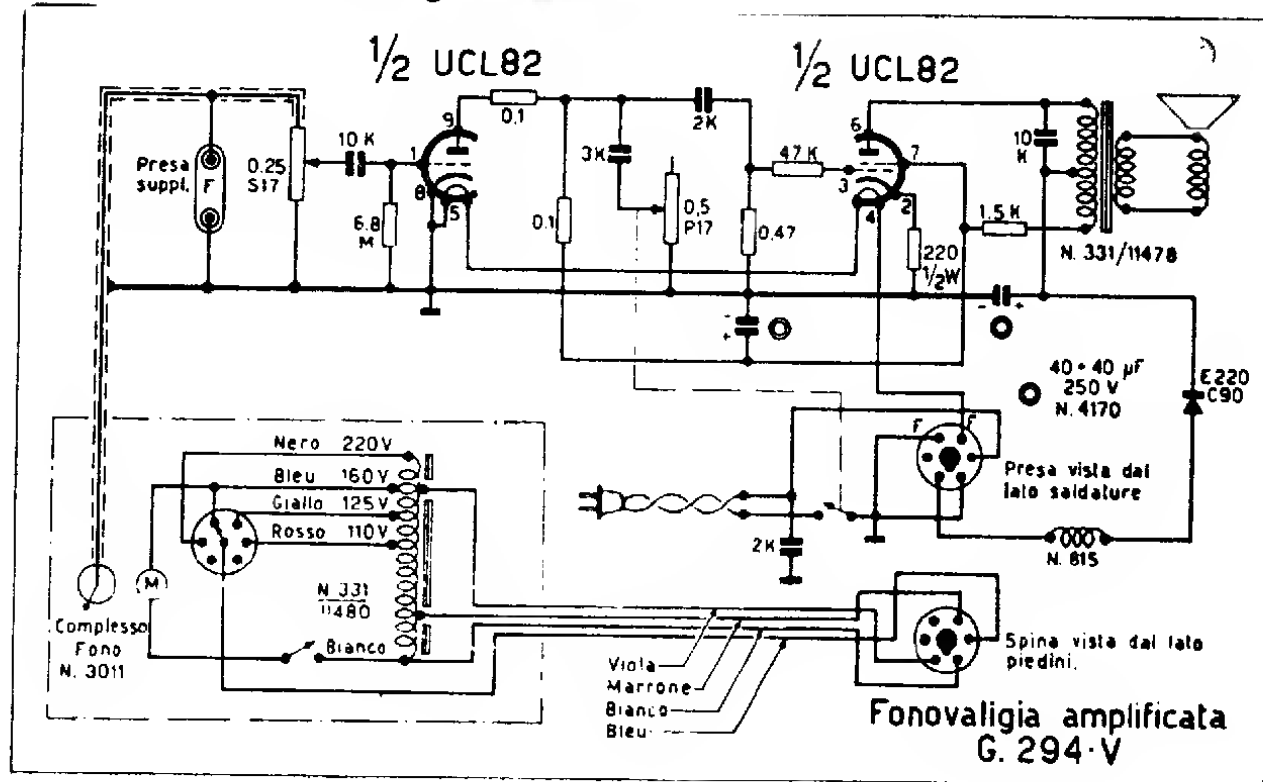 1/2 UCL82
1/2 UCL82
Presa
suppl.
F
0.25
S17
10 K
6.8
M
1
9
8
5
0.1
0.1
3K
2K
0,5
P17
47 K
0,47
6
7
3
4
2
220
1/2W
10
K
1.5 K
N. 331/11478
- +
- +
40+40 µF
250 V
N. 4170
E220
C90
Nero 220V
Bleu 160V
Giallo 125V
Rosso 110V
N 331
11480
Bianco
M
Complesso
Fono
N. 3011
2K
F F
Presa vista dal
lato saldature
N. 815
Viola
Marrone
Bianco
Bleu
Spina vista dal lato
piedini.
Fonovaligia amplificata
G. 294·V